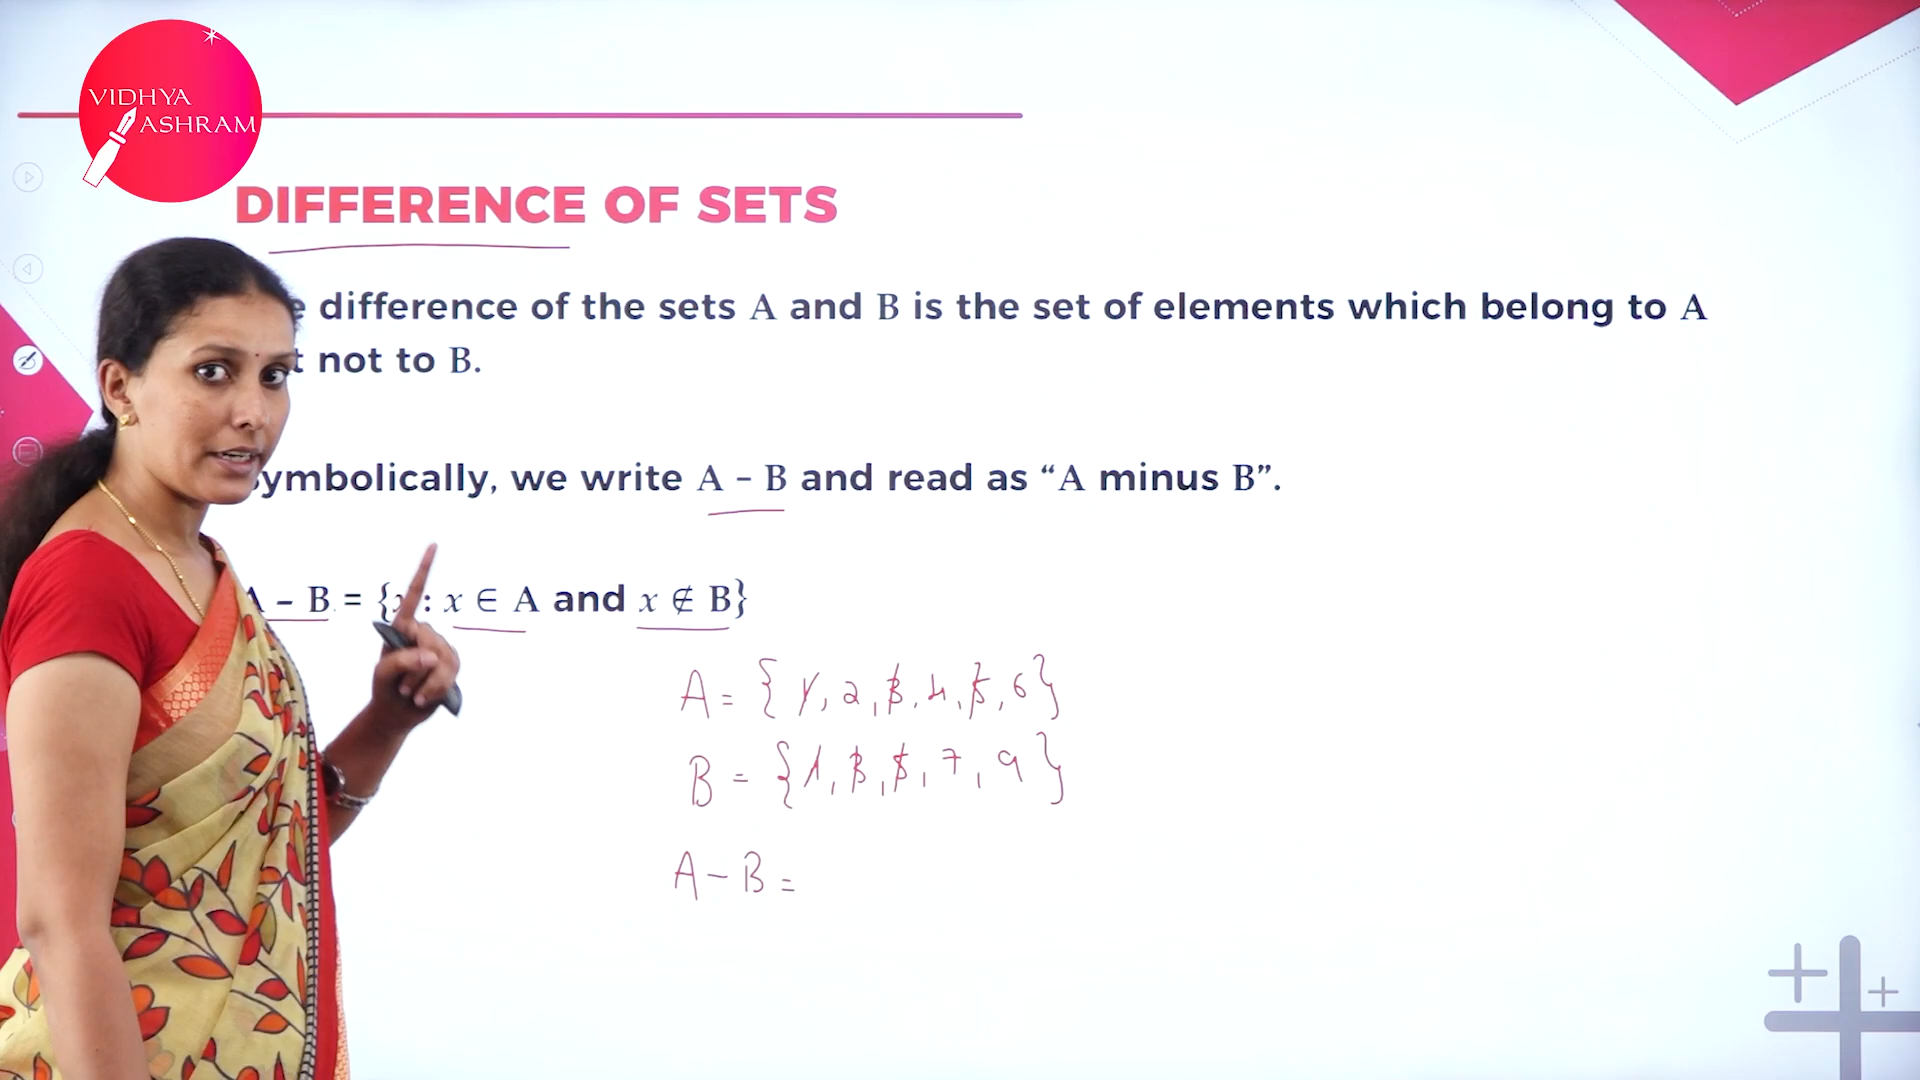 VIDHYA
ASHRAM
DIFFERENCE OF SETS
difference of the sets A and B is the set of elements which belong to A
not to B.
ymbolically, we write A – B and read as “A minus B”.
A – B = {x : x ∈ A and x ∉ B}
A = { 1, 2, 3, 4, 5, 6 }
B = { 1, 3, 5, 7, 9 }
A – B =